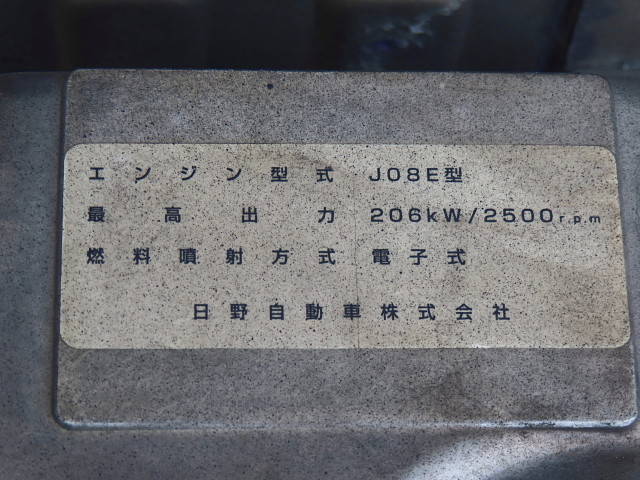 エンジン型式 J08E型
最高出力 206kW/2500r.p.m
燃料噴射方式 電子式
日野自動車株式会社